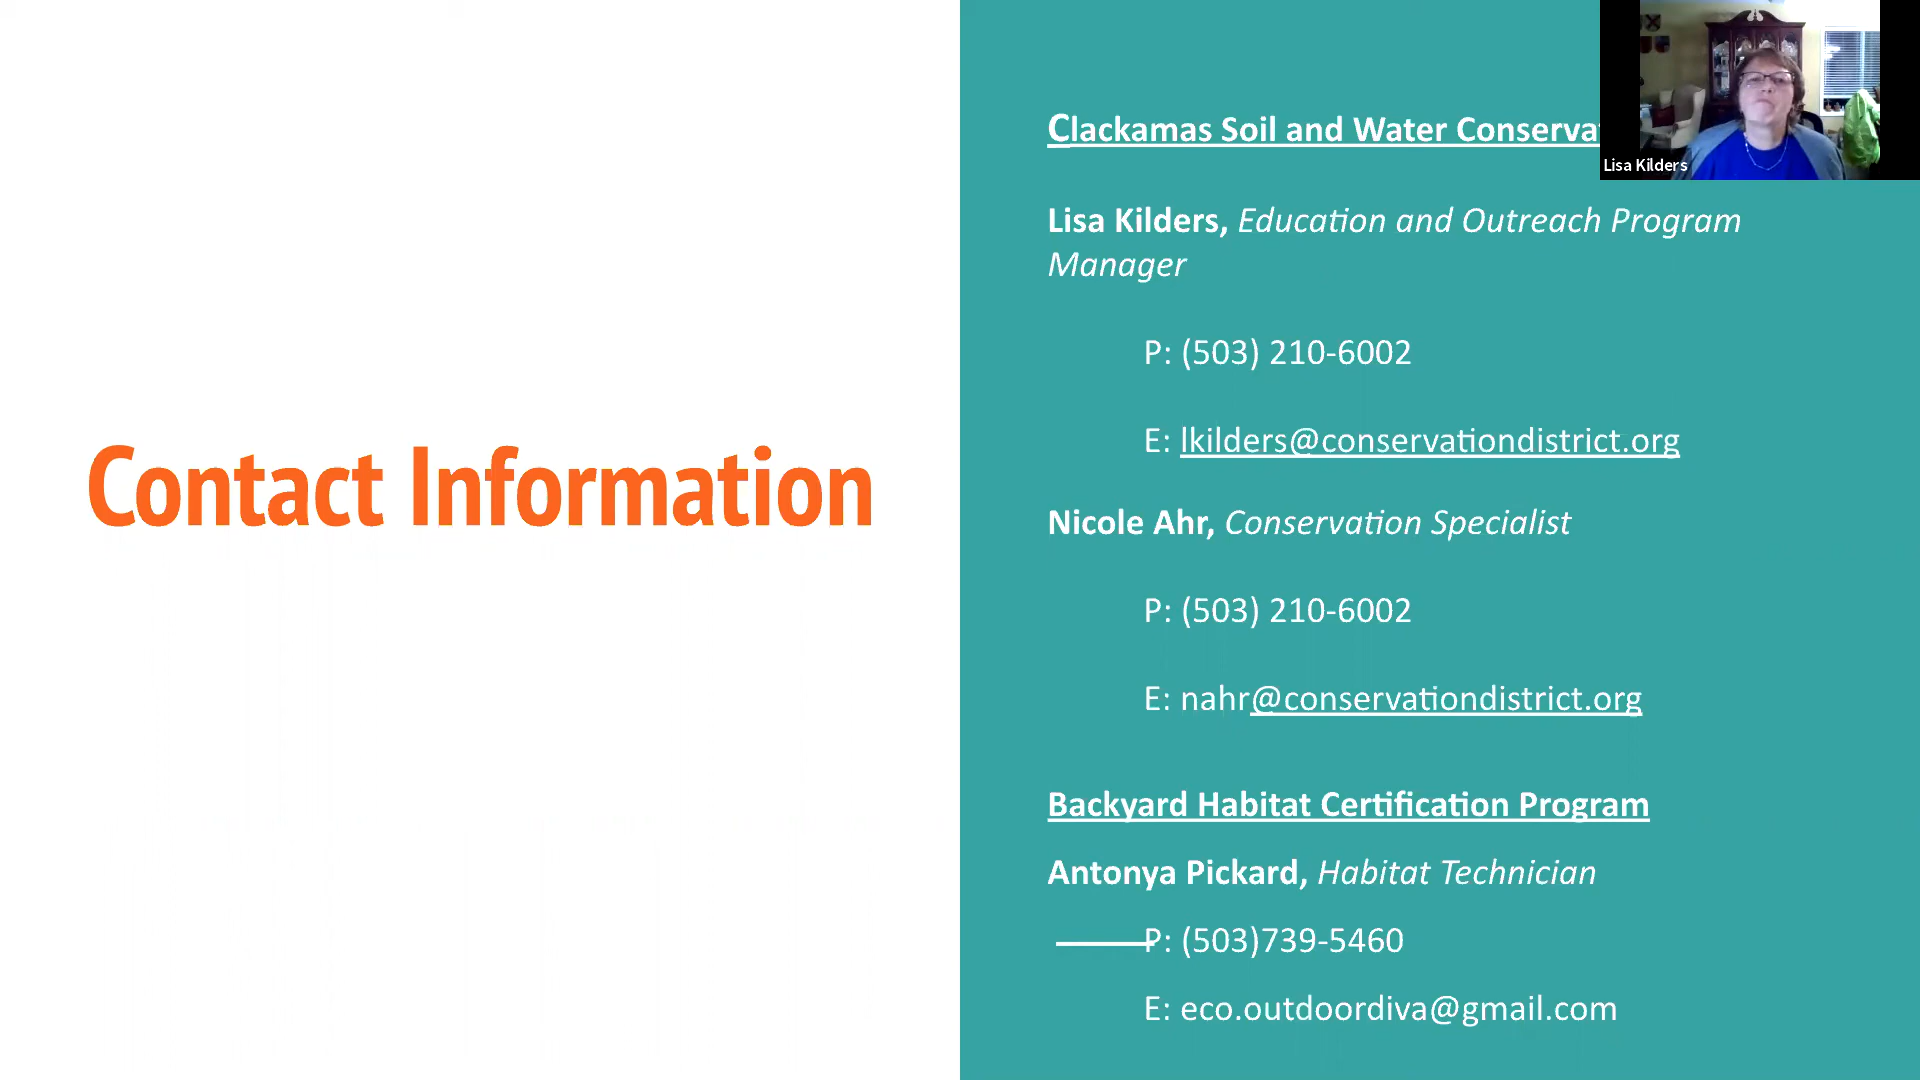 Contact Information
Clackamas Soil and Water
Lisa Kilders
Lisa Kilders, Education and Outreach Program
Manager
P: (503) 210-6002
E: lkilders@conservationdistrict.org
Nicole Ahr, Conservation Specialist
P: (503) 210-6002
E: nahr@conservationdistrict.org
Backyard Habitat Certification Program
Antonya Pickard, Habitat Technician
P: (503)739-5460
E: eco.outdoordiva@gmail.com